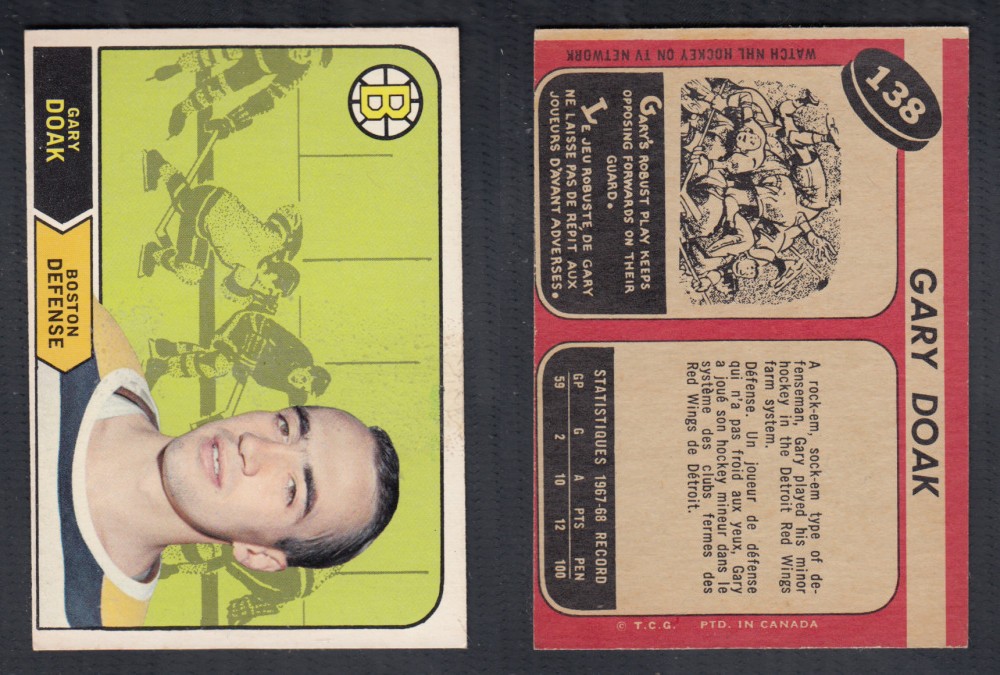 GARY
DOAK
BOSTON
DEFENSE
B
WATCH NHL HOCKEY ON TV NETWORK
138
GARY DOAK
GARY'S ROBUST PLAY KEEPS
OPPOSING FORWARDS ON THEIR
GUARD.
LE JEU ROBUSTE DE GARY
NE LAISSE PAS DE RÉPIT AUX
JOUEURS D'AVANT ADVERSES.
A rock-em, sock-em type of de-
fenseman, Gary played his minor
hockey in the Detroit Red Wings
farm system.
Défense. Un joueur de défense
qui n'a pas froid aux yeux, Gary
a joué son hockey mineur dans le
système des clubs fermes des
Red Wings de Détroit.
STATISTIQUES 1967-68 RECORD
GP G A PTS PEN
59 2 10 12 100
© T.C.G. PTD. IN CANADA